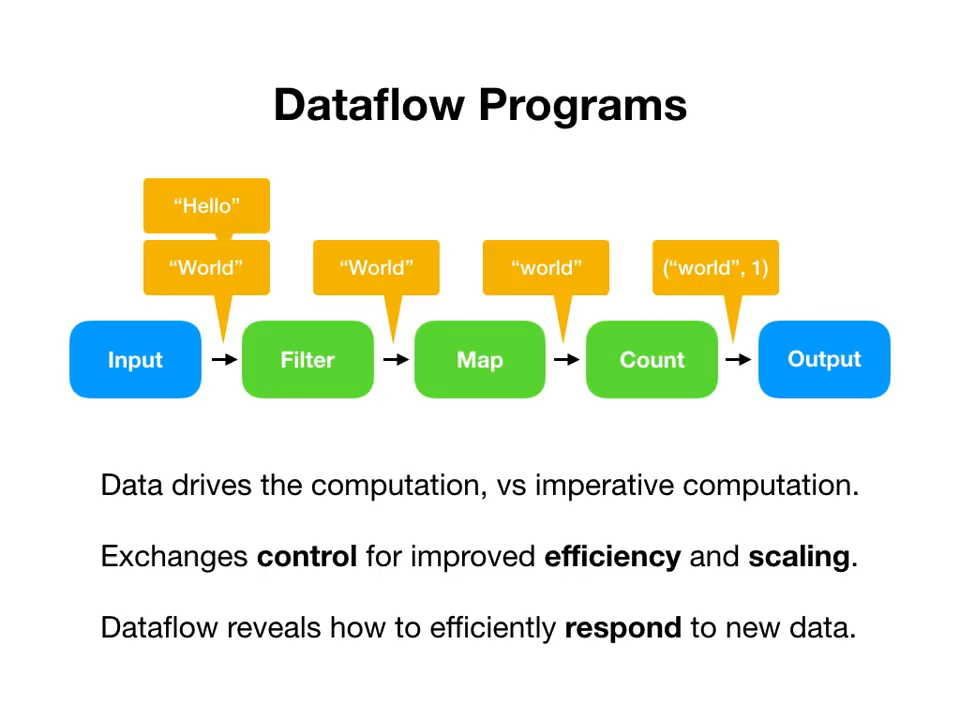 Dataflow Programs
“Hello”
“World”
“World”
“world”
(“world”, 1)
Input
Filter
Map
Count
Output
Data drives the computation, vs imperative computation.
Exchanges control for improved efficiency and scaling.
Dataflow reveals how to efficiently respond to new data.